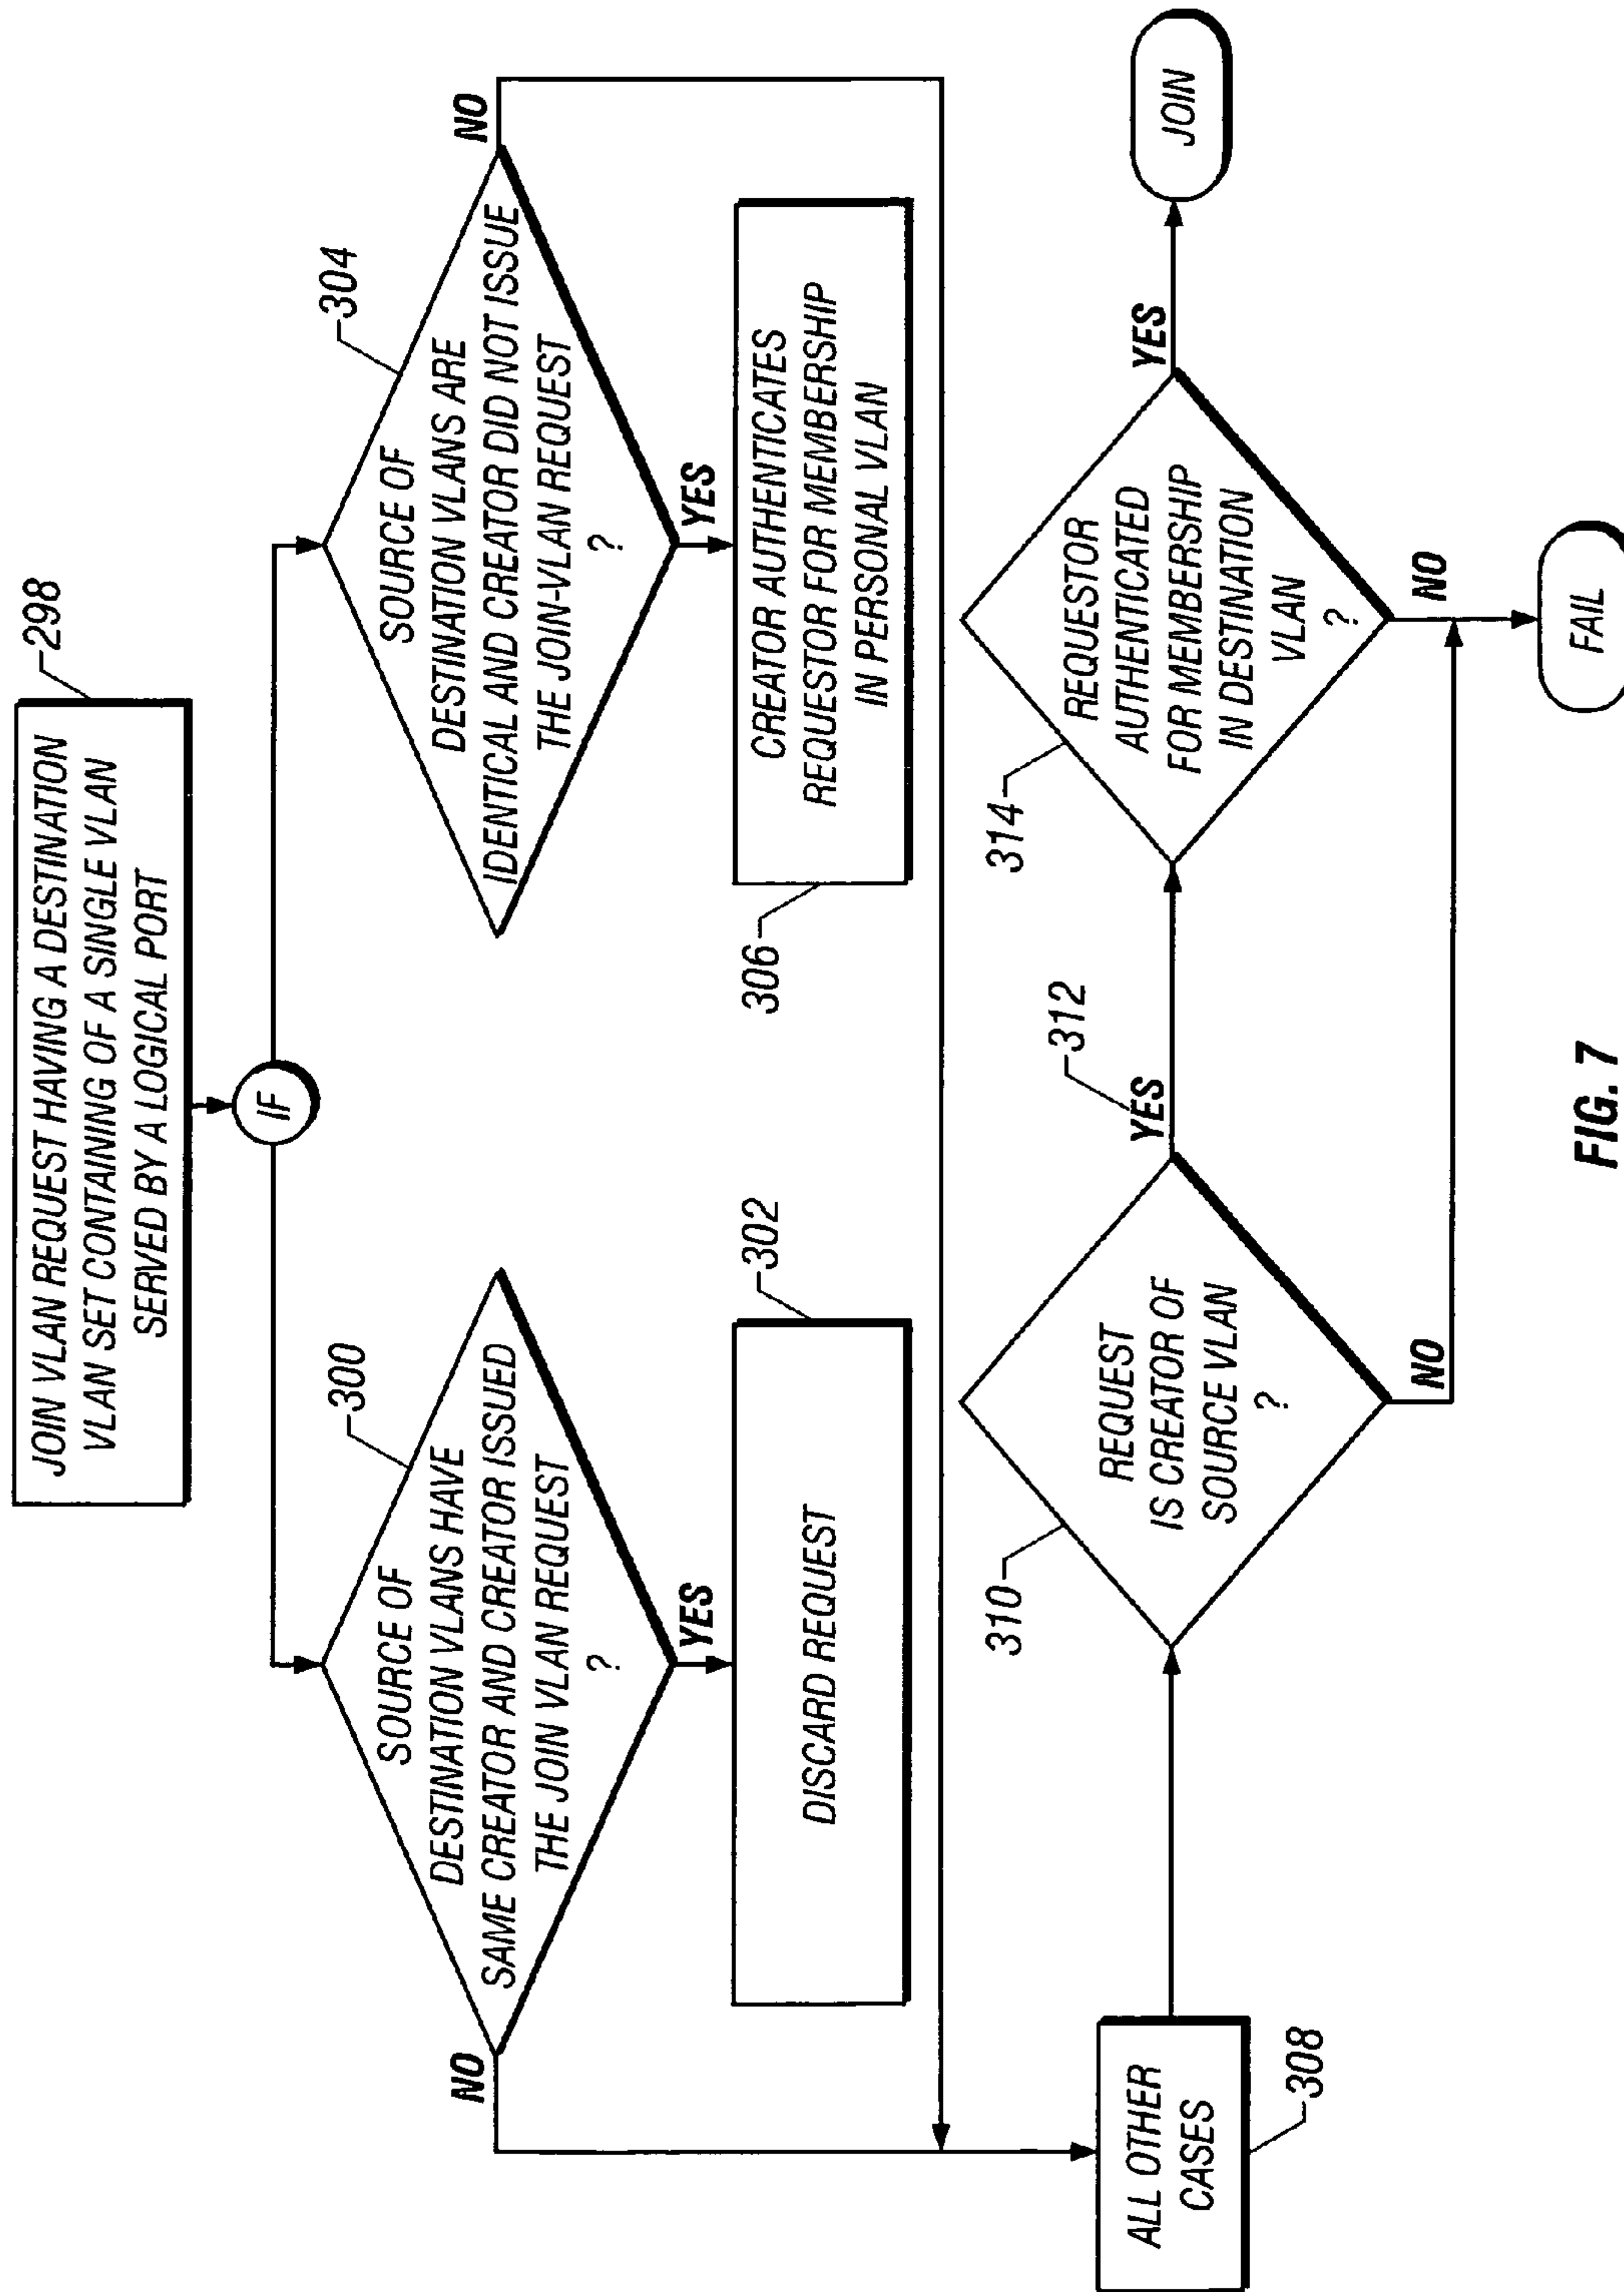 JOIN VLAN REQUEST HAVING A DESTINATION
VLAN SET CONTAINING OF A SINGLE VLAN
SERVED BY A LOGICAL PORT
298
IF
SOURCE OF
DESTINATION VLANS HAVE
SAME CREATOR AND CREATOR ISSUED
THE JOIN VLAN REQUEST
?
300
NO
YES
DISCARD REQUEST
302
SOURCE OF
DESTINATION VLANS ARE
IDENTICAL AND CREATOR DID NOT ISSUE
THE JOIN-VLAN REQUEST
?
304
NO
YES
CREATOR AUTHENTICATES
REQUESTOR FOR MEMBERSHIP
IN PERSONAL VLAN
306
ALL OTHER
CASES
308
REQUEST
IS CREATOR OF
SOURCE VLAN
?
310
YES
312
NO
REQUESTOR
AUTHENTICATED
FOR MEMBERSHIP
IN DESTINATION
VLAN
?
314
YES
JOIN
NO
FAIL
FIG. 7